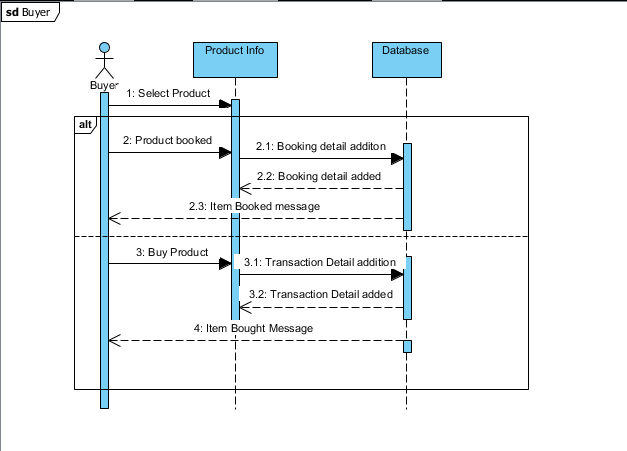 sd Buyer
Product Info
Database
Buyer
1: Select Product
alt
2: Product booked
2.1: Booking detail additon
2.2: Booking detail added
2.3: Item Booked message
3: Buy Product
3.1: Transaction Detail addition
3.2: Transaction Detail added
4: Item Bought Message